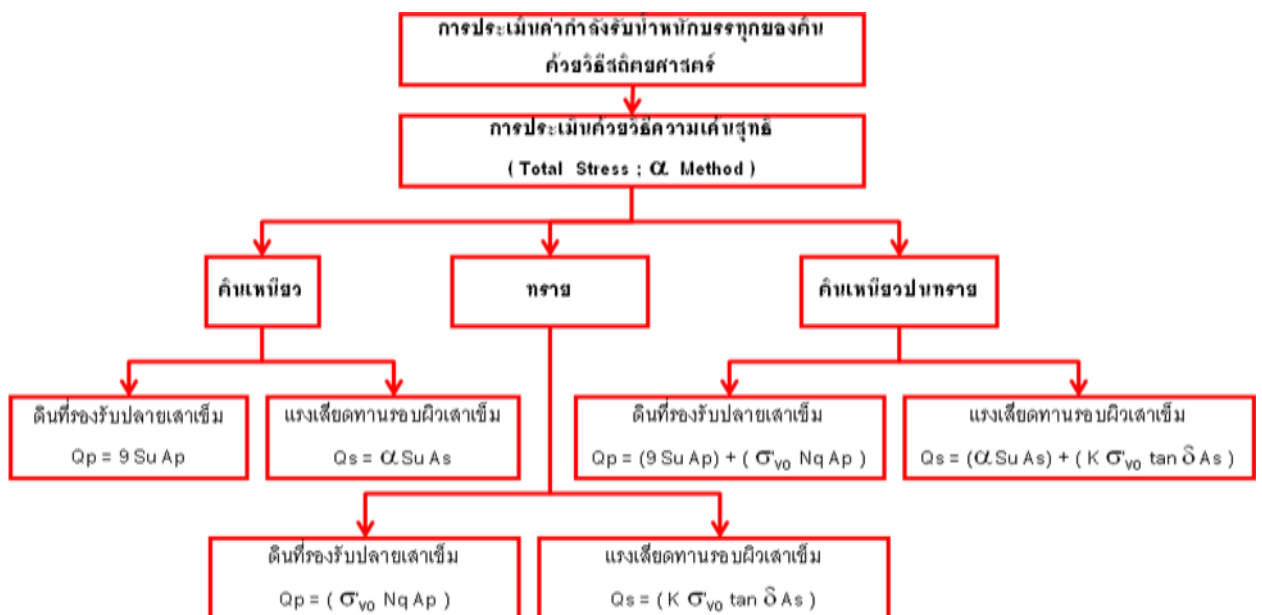 การประเมินค่ากำลังรับน้ำหนักบรรทุกของดิน
ด้วยวิธีสถิตยศาสตร์
การประเมินด้วยวิธีความเค้นสุทธิ
( Total Stress ; α Method )
ดินเหนียว
ทราย
ดินเหนียวปนทราย
ดินที่รองรับปลายเสาเข็ม
Qp = 9 Su Ap
แรงเสียดทานรอบผิวเสาเข็ม
Qs = α Su As
ดินที่รองรับปลายเสาเข็ม
Qp = (9 Su Ap) + ( σ'vo Nq Ap )
แรงเสียดทานรอบผิวเสาเข็ม
Qs = (α Su As) + ( K σ'vo tan δ As )
ดินที่รองรับปลายเสาเข็ม
Qp = ( σ'vo Nq Ap )
แรงเสียดทานรอบผิวเสาเข็ม
Qs = ( K σ'vo tan δ As )